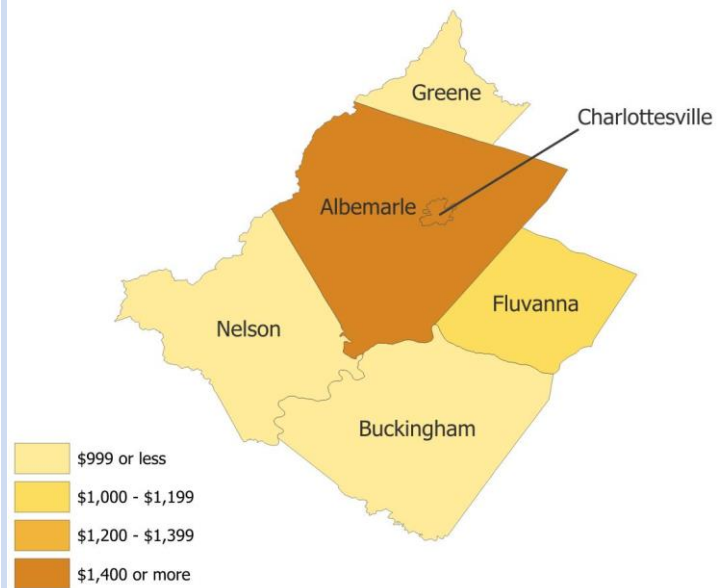 Greene
Charlottesville
Albemarle
Fluvanna
Nelson
Buckingham
$999 or less
$1,000 - $1,199
$1,200 - $1,399
$1,400 or more